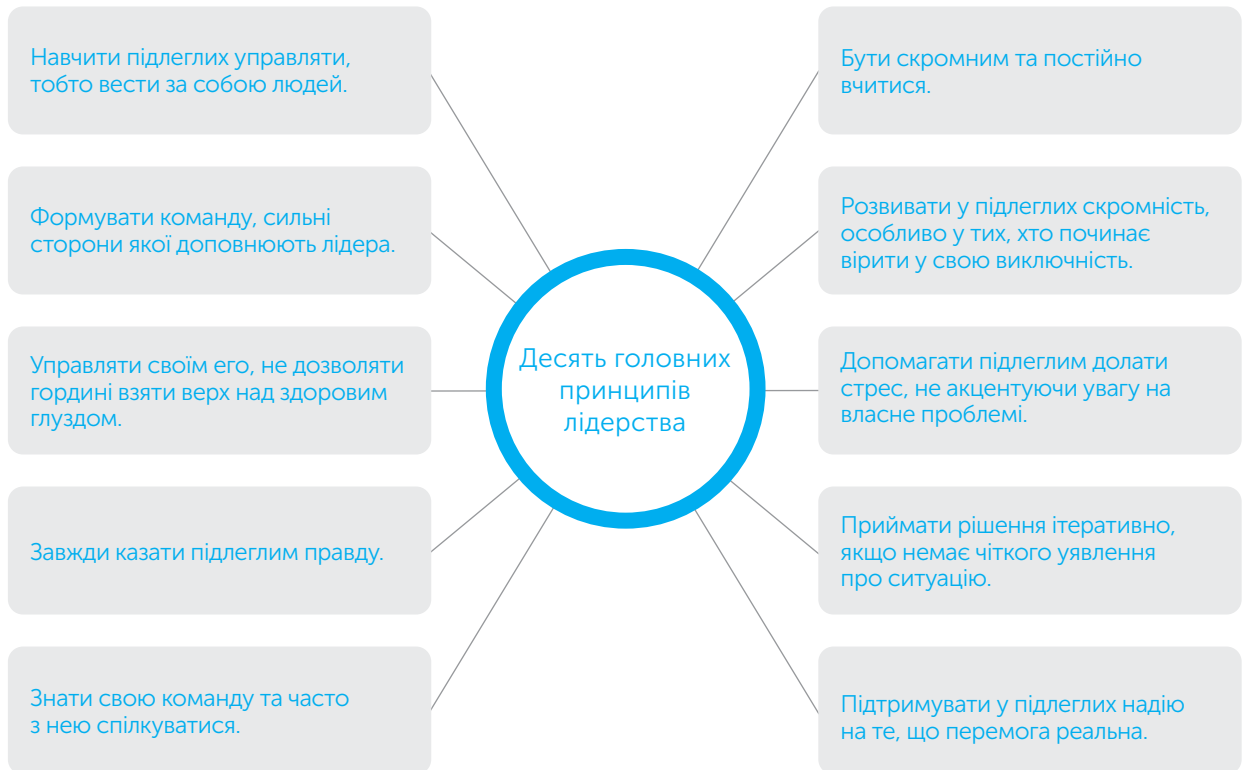 Навчити підлеглих управляти,
тобто вести за собою людей.
Формувати команду, сильні
сторони якої доповнюють лідера.
Управляти своїм его, не дозволяти
гордині взяти верх над здоровим
глуздом.
Завжди казати підлеглим правду.
Знати свою команду та часто
з нею спілкуватися.
Десять головних
принципів
лідерства
Бути скромним та постійно
вчитися.
Розвивати у підлеглих скромність,
особливо у тих, хто починає
вірити у свою виключність.
Допомагати підлеглим долати
стрес, не акцентуючи увагу на
власне проблемі.
Приймати рішення ітеративно,
якщо немає чіткого уявлення
про ситуацію.
Підтримувати у підлеглих надію
на те, що перемога реальна.